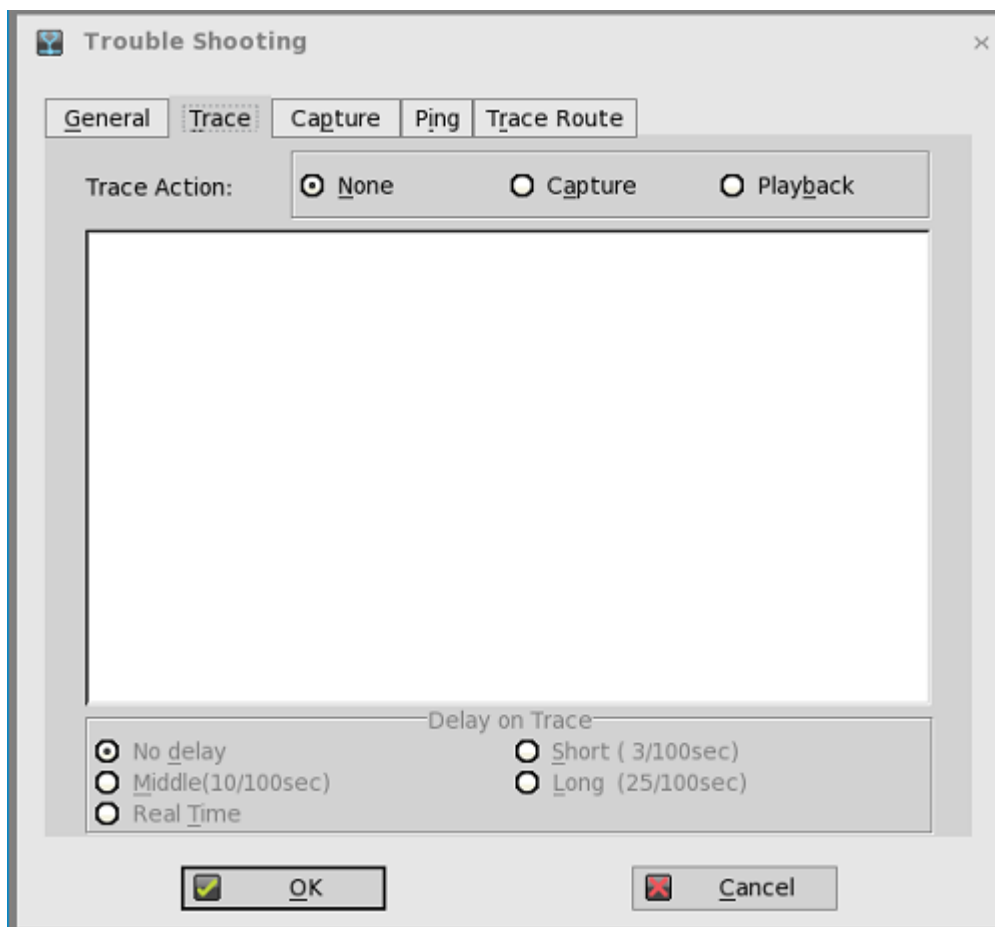 Trouble Shooting
General Trace Capture Ping Trace Route
Trace Action: None Capture Playback
Delay on Trace
No delay Short ( 3/100sec)
Middle(10/100sec) Long (25/100sec)
Real Time
OK Cancel